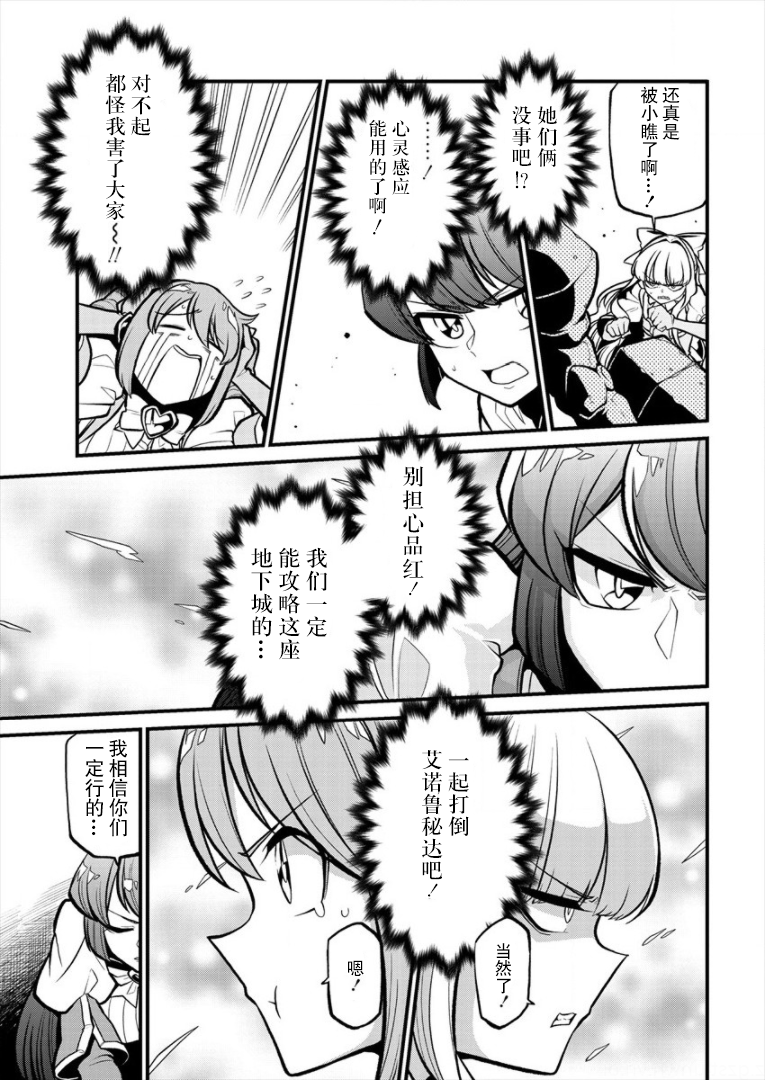 还真是
被小瞧了啊
…！
她们俩
没事吧!?
………！
心灵感应
能用的了啊！
对不起
都怪我害了大家
～!!
别担心品红！
我们一定
能攻略这座
地下城的…
一起打倒
艾诺鲁秘达吧！
当然了！
嗯！
我相信你们
一定行的…